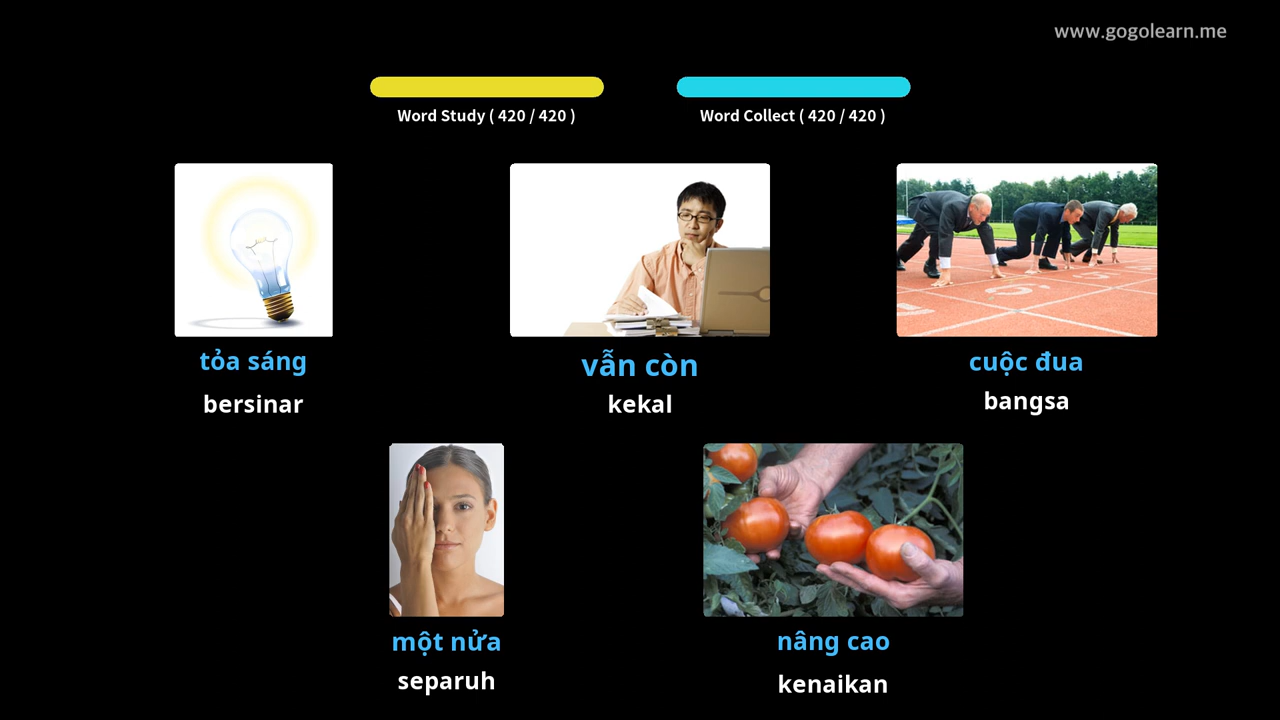 www.gogolearn.me
Word Study ( 420 / 420 )
Word Collect ( 420 / 420 )
tỏa sáng
bersinar
vẫn còn
kekal
cuộc đua
bangsa
một nửa
separuh
nâng cao
kenaikan